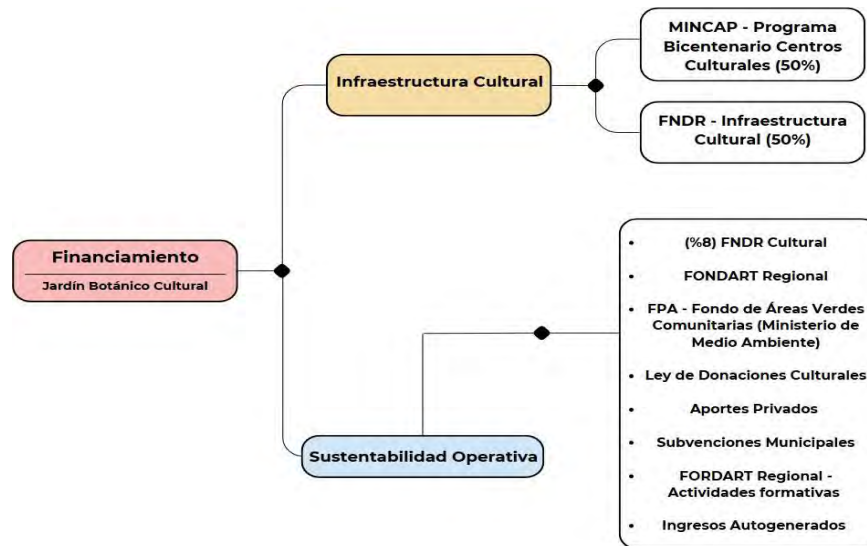 MINCAP - Programa
Bicentenario Centros
Culturales (50%)
Infraestructura Cultural
FNDR - Infraestructura
Cultural (50%)
Financiamiento
Jardín Botánico Cultural
• (%8) FNDR Cultural
• FONDART Regional
• FPA - Fondo de Áreas Verdes
Comunitarias (Ministerio de
Medio Ambiente)
• Ley de Donaciones Culturales
• Aportes Privados
• Subvenciones Municipales
• FORDART Regional -
Actividades formativas
• Ingresos Autogenerados
Sustentabilidad Operativa